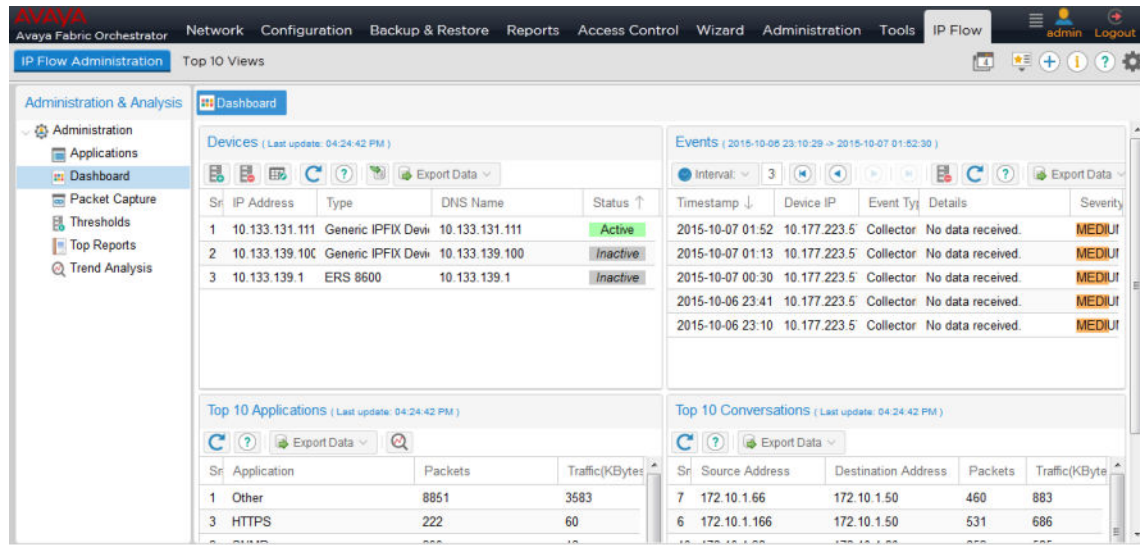 AVAYA
Avaya Fabric Orchestrator
Network Configuration Backup & Restore Reports Access Control Wizard Administration Tools IP Flow
admin Logout
IP Flow Administration Top 10 Views
4
Administration & Analysis
Administration
Applications
Dashboard
Packet Capture
Thresholds
Top Reports
Trend Analysis
Dashboard
Devices ( Last update: 04:24:42 PM )
Export Data
Sr IP Address Type DNS Name Status
1 10.133.131.111 Generic IPFIX Devi 10.133.131.111 Active
2 10.133.139.100 Generic IPFIX Devi 10.133.139.100 Inactive
3 10.133.139.1 ERS 8600 10.133.139.1 Inactive
Events ( 2015-10-06 23:10:29 -> 2015-10-07 01:52:30 )
Interval: 3 Export Data
Timestamp Device IP Event Typ Details Severity
2015-10-07 01:52 10.177.223.5 Collector No data received. MEDIUM
2015-10-07 01:13 10.177.223.5 Collector No data received. MEDIUM
2015-10-07 00:30 10.177.223.5 Collector No data received. MEDIUM
2015-10-06 23:41 10.177.223.5 Collector No data received. MEDIUM
2015-10-06 23:10 10.177.223.5 Collector No data received. MEDIUM
Top 10 Applications ( Last update: 04:24:42 PM )
Export Data
Sr Application Packets Traffic(KBytes
1 Other 8851 3583
3 HTTPS 222 60
Top 10 Conversations ( Last update: 04:24:42 PM )
Export Data
Sr Source Address Destination Address Packets Traffic(KByte
7 172.10.1.66 172.10.1.50 460 883
6 172.10.1.166 172.10.1.50 531 686